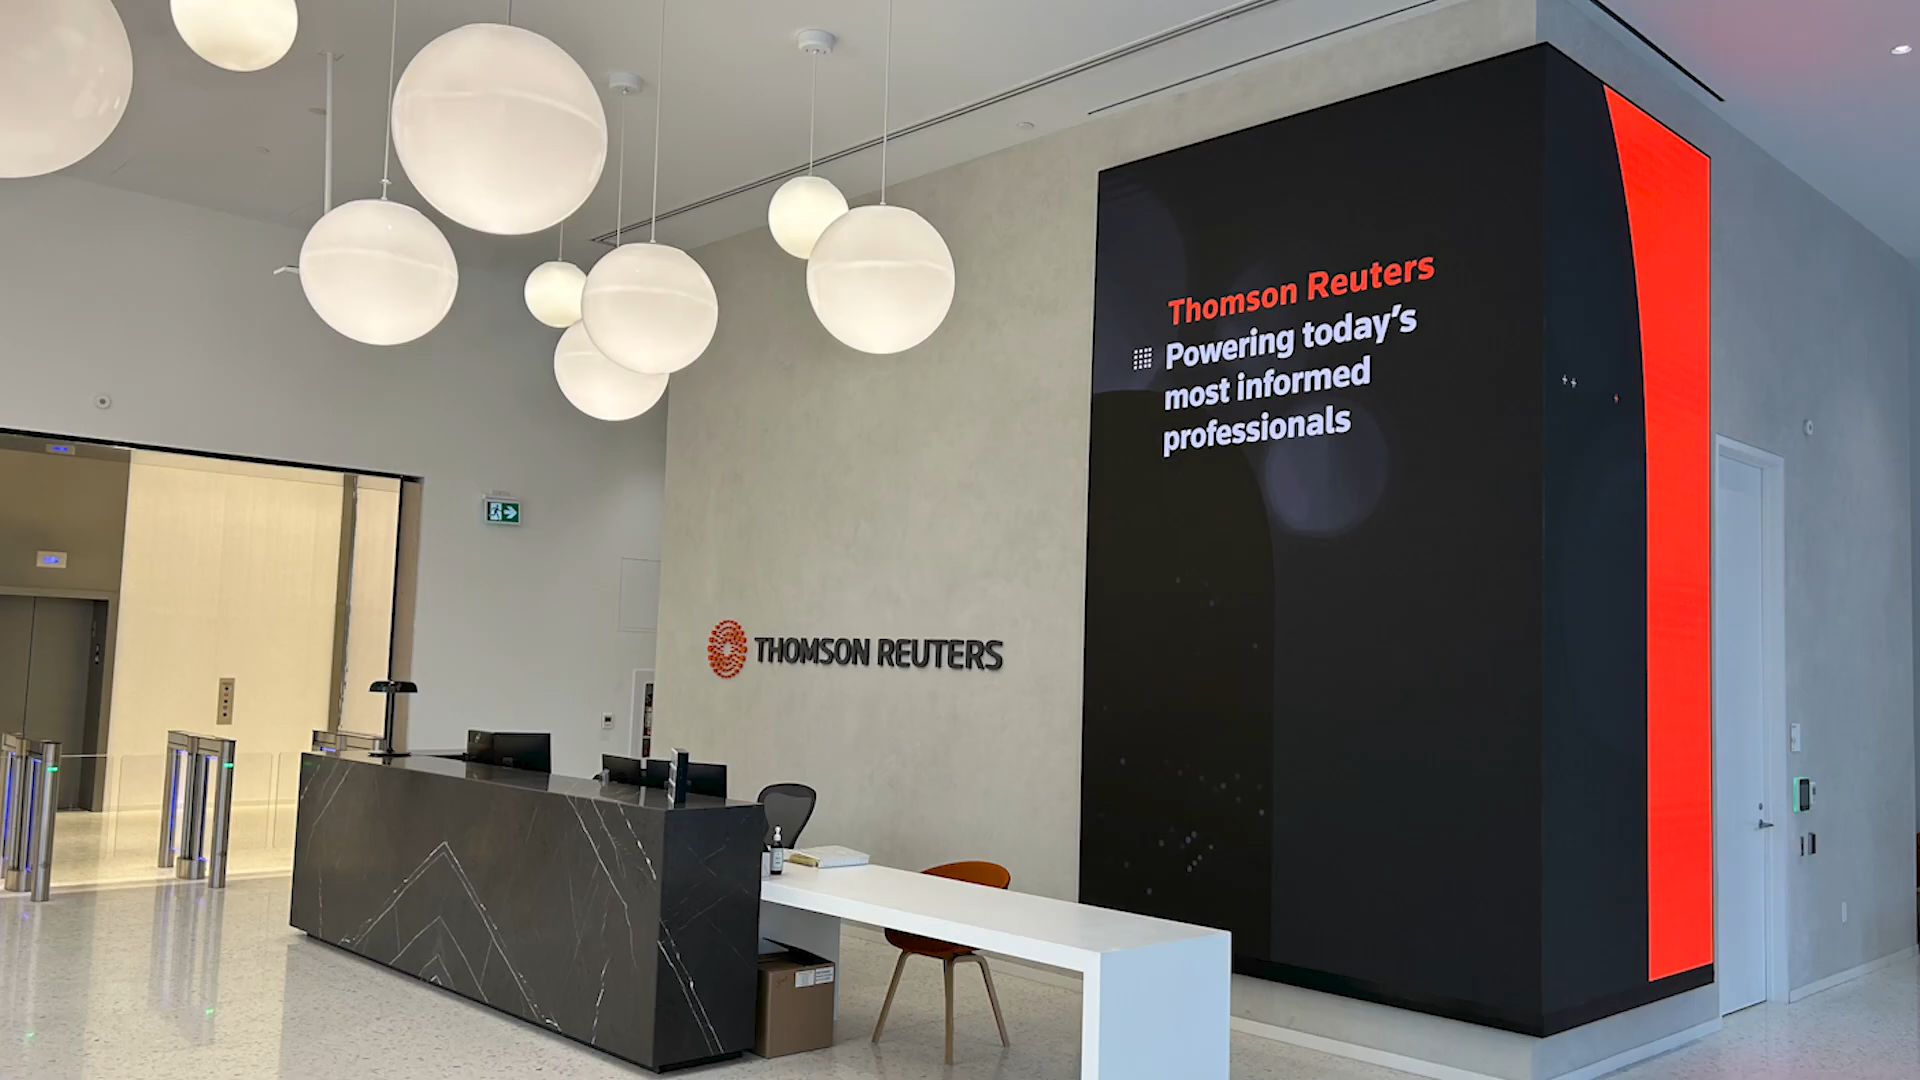 Thomson Reuters
Powering today's
most informed
professionals
THOMSON REUTERS